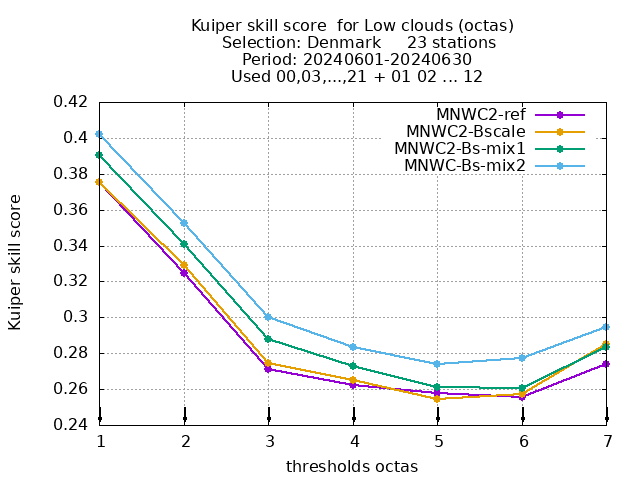 Kuiper skill score  for Low clouds (octas)
Selection: Denmark     23 stations
Period: 20240601-20240630
Used 00,03,...,21 + 01 02 ... 12
MNWC2-ref
MNWC2-Bscale
MNWC2-Bs-mix1
MNWC-Bs-mix2
0.42
0.4
0.38
0.36
0.34
0.32
0.3
0.28
0.26
0.24
Kuiper skill score
1 2 3 4 5 6 7
thresholds octas